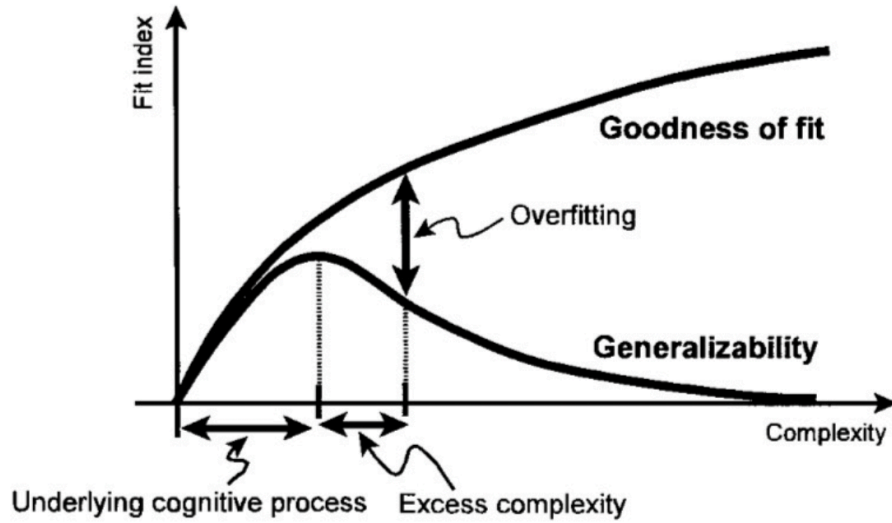 Fit index
Goodness of fit
Overfitting
Generalizability
Complexity
Underlying cognitive process
Excess complexity